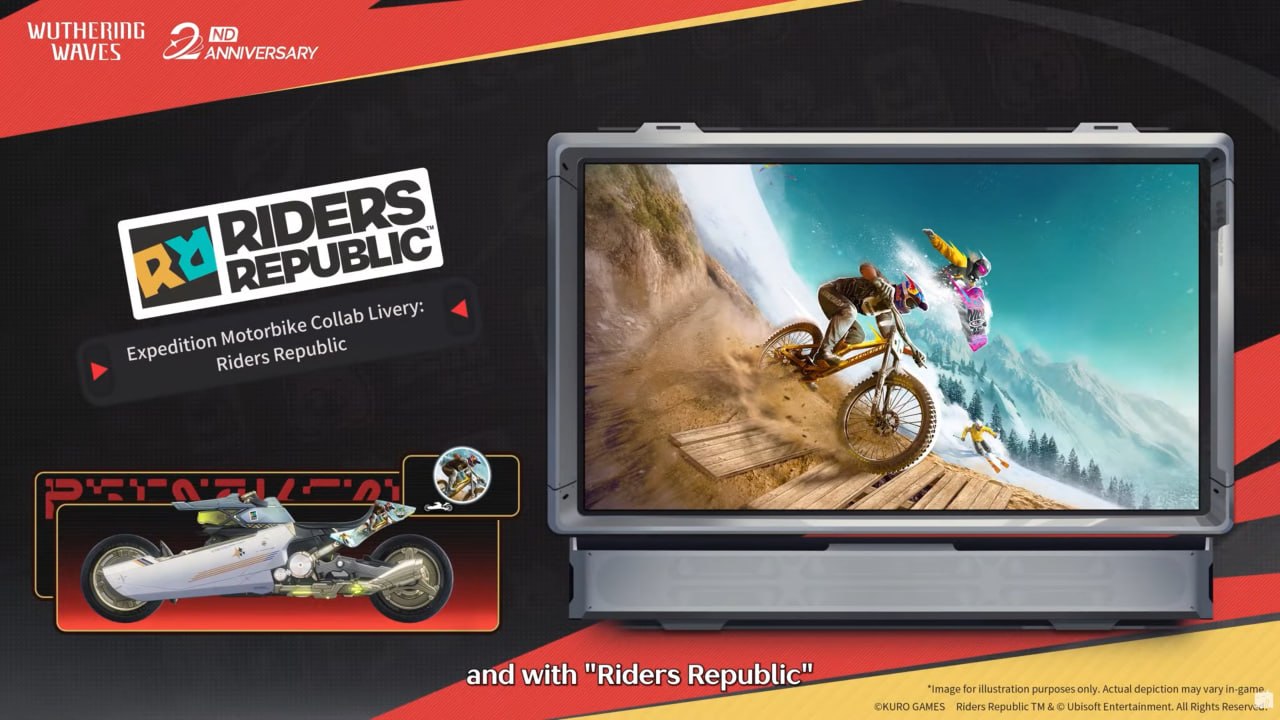 WUTHERING
WAVES
2ND
ANNIVERSARY
RIDERS
REPUBLIC™
Expedition Motorbike Collab Livery:
Riders Republic
and with "Riders Republic"
*Image for illustration purposes only. Actual depiction may vary in-game.
©KURO GAMES Riders Republic TM & © Ubisoft Entertainment. All Rights Reserved.